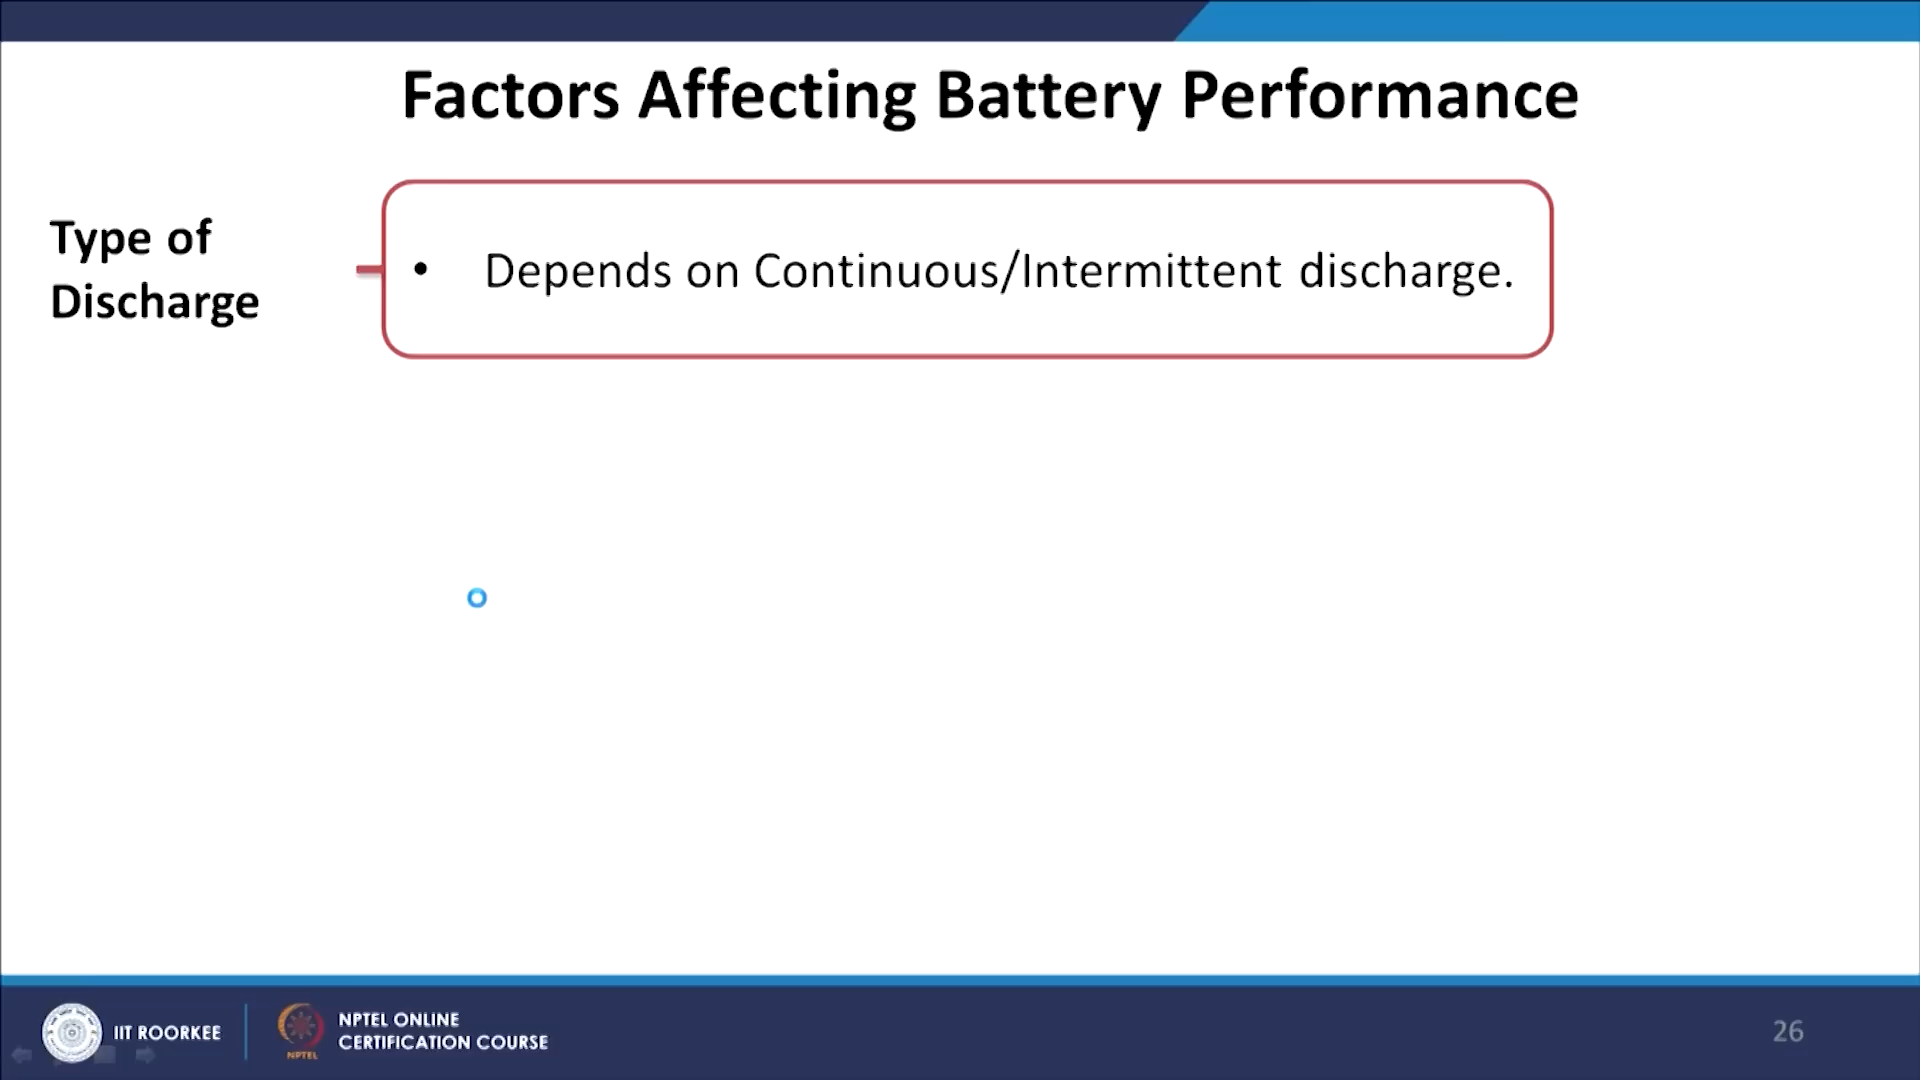 Factors Affecting Battery Performance
Type of
Discharge
• Depends on Continuous/Intermittent discharge.
IIT ROORKEE
NPTEL
NPTEL ONLINE
CERTIFICATION COURSE
26